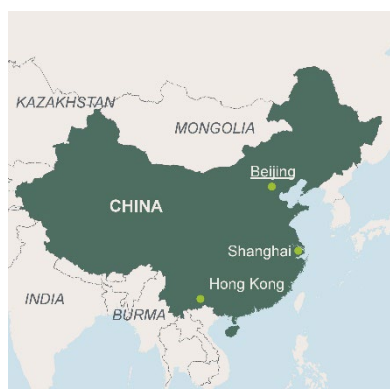 KAZAKHSTAN
MONGOLIA
Beijing
CHINA
Shanghai
Hong Kong
INDIA
BURMA